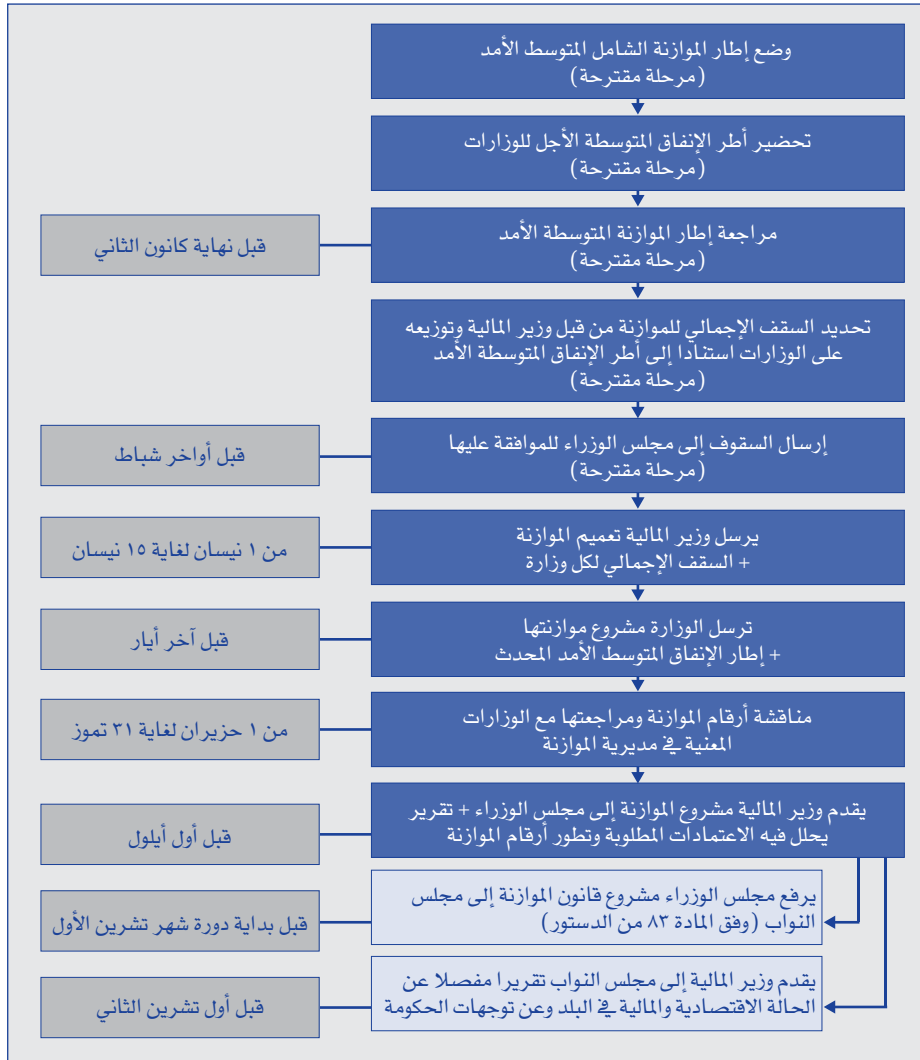 وضع إطار الموازنة الشامل المتوسط الأمد
(مرحلة مقترحة)
تحضير أطر الإنفاق المتوسطة الأجل للوزارات
(مرحلة مقترحة)
مراجعة إطار الموازنة المتوسطة الأمد
(مرحلة مقترحة)
قبل نهاية كانون الثاني
تحديد السقف الإجمالي للموازنة من قبل وزير المالية وتوزيعه
على الوزارات استنادا إلى أطر الإنفاق المتوسطة الأمد
(مرحلة مقترحة)
إرسال السقوف إلى مجلس الوزراء للموافقة عليها
(مرحلة مقترحة)
قبل أواخر شباط
يرسل وزير المالية تعميم الموازنة
+ السقف الإجمالي لكل وزارة
من ١ نيسان لغاية ١٥ نيسان
ترسل الوزارة مشروع موازنتها
+ إطار الإنفاق المتوسط الأمد المحدث
قبل آخر أيار
مناقشة أرقام الموازنة ومراجعتها مع الوزارات
المعنية في مديرية الموازنة
من ١ حزيران لغاية ٣١ تموز
يقدم وزير المالية مشروع الموازنة إلى مجلس الوزراء + تقرير
يحلل فيه الاعتمادات المطلوبة وتطور أرقام الموازنة
قبل أول أيلول
يرفع مجلس الوزراء مشروع قانون الموازنة إلى مجلس
النواب (وفق المادة ٨٣ من الدستور)
قبل بداية دورة شهر تشرين الأول
يقدم وزير المالية إلى مجلس النواب تقريرا مفصلا عن
الحالة الاقتصادية والمالية في البلد وعن توجهات الحكومة
قبل أول تشرين الثاني